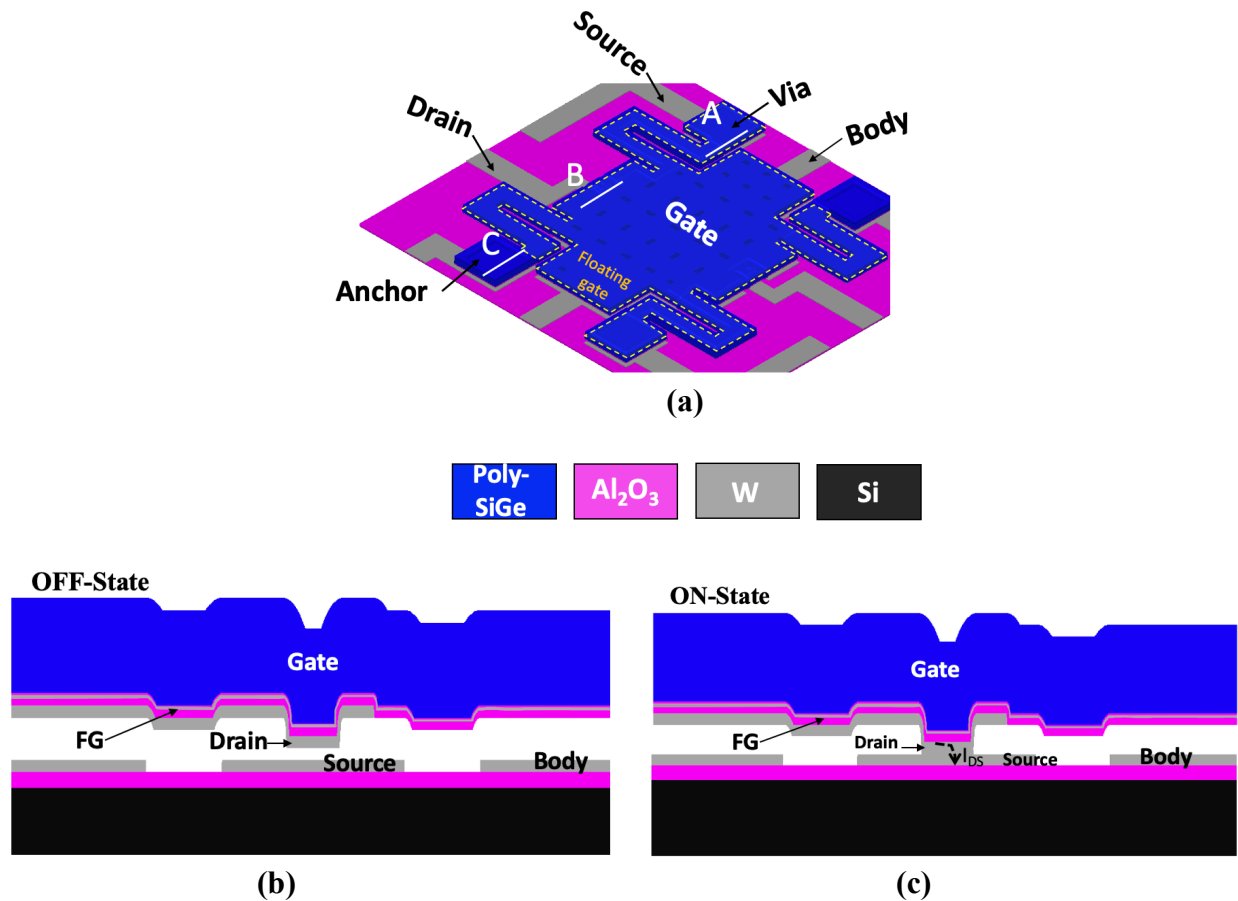 Source
A
Via
Drain
Body
B
Gate
C
Floating
gate
Anchor
(a)
Poly-
SiGe
Al₂O₃
W
Si
OFF-State
Gate
FG
Drain
Source
Body
(b)
ON-State
Gate
FG
Drain
I_DS
Source
Body
(c)